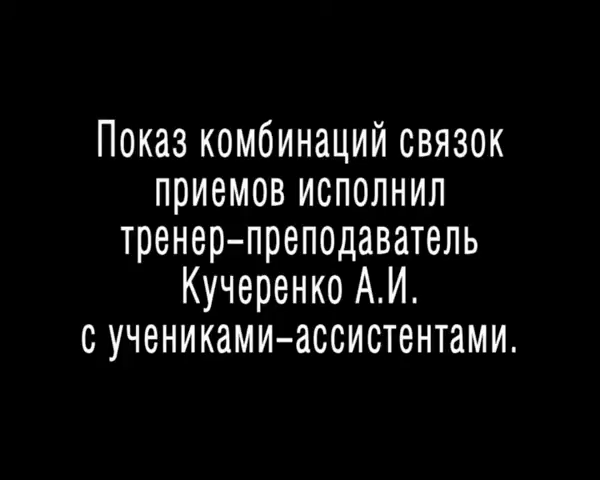 Показ комбинаций связок
приемов исполнил
тренер-преподаватель
Кучеренко А.И.
с учениками-ассистентами.